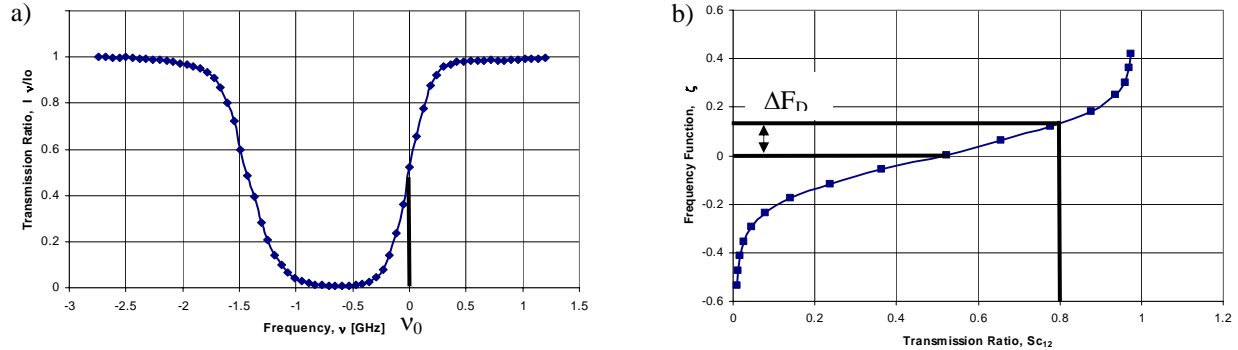 a)
Transmission Ratio, I ν/Io
1
0.8
0.6
0.4
0.2
0
-3 -2.5 -2 -1.5 -1 -0.5 0 0.5 1 1.5
Frequency, ν [GHz]
ν0
b)
Frequency Function, ζ
0.6
0.4
0.2
0
-0.2
-0.4
-0.6
ΔF_D
0 0.2 0.4 0.6 0.8 1 1.2
Transmission Ratio, Sc12